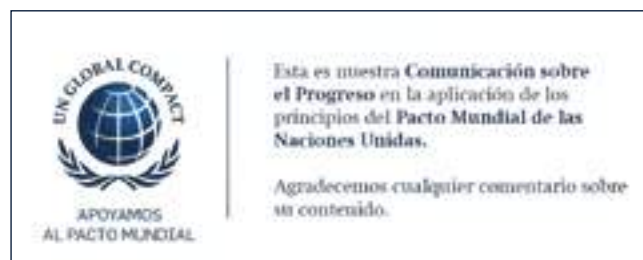 UN GLOBAL COMPACT
APOYAMOS
AL PACTO MUNDIAL
Esta es nuestra Comunicación sobre
el Progreso en la aplicación de los
principios del Pacto Mundial de las
Naciones Unidas.
Agradecemos cualquier comentario sobre
su contenido.